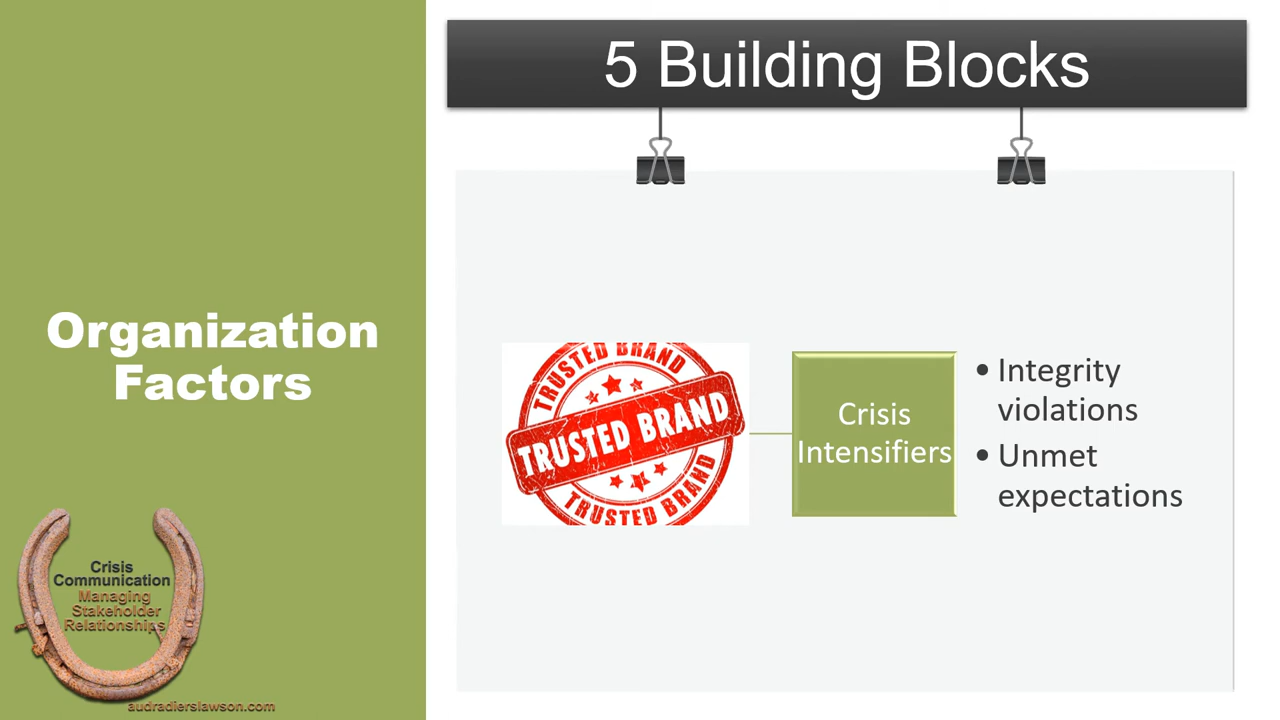 5 Building Blocks
Organization
Factors
TRUSTED BRAND
TRUSTED BRAND
TRUSTED BRAND
Crisis
Intensifiers
• Integrity
violations
• Unmet
expectations
Crisis
Communication
Managing
Stakeholder
Relationships
audradierslawson.com